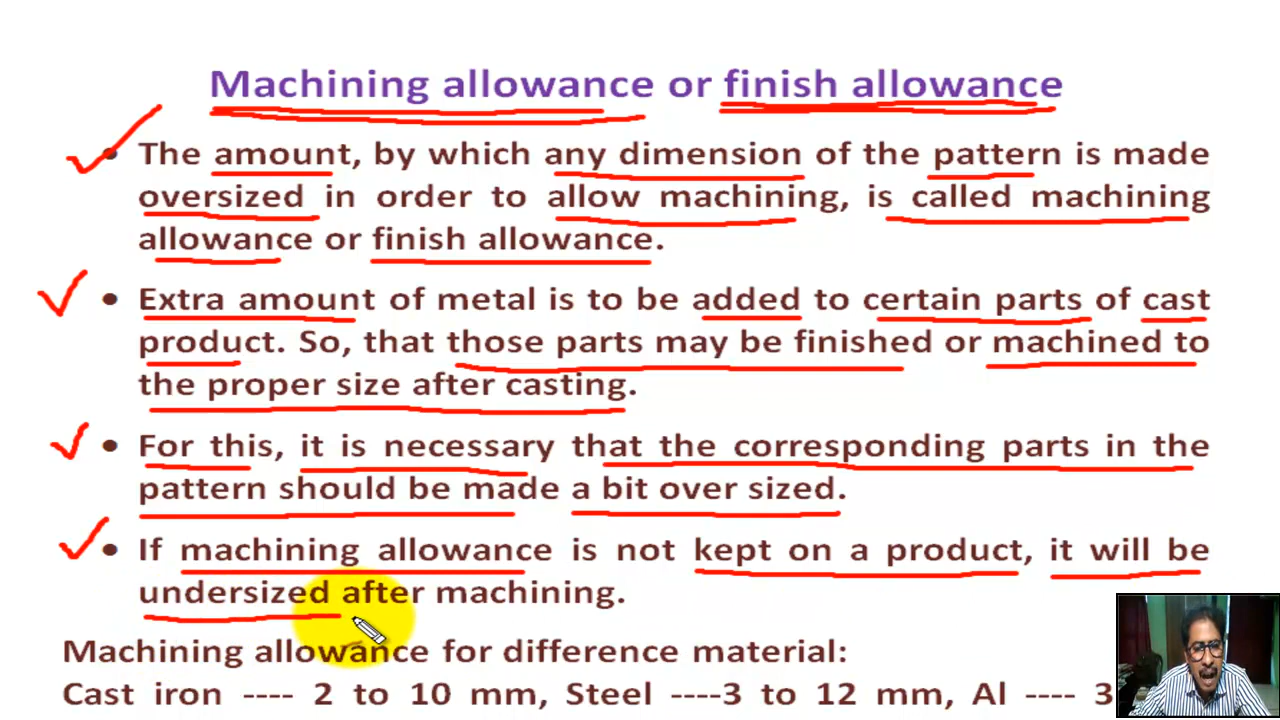 Machining allowance or finish allowance
• The amount, by which any dimension of the pattern is made
oversized in order to allow machining, is called machining
allowance or finish allowance.
• Extra amount of metal is to be added to certain parts of cast
product. So, that those parts may be finished or machined to
the proper size after casting.
• For this, it is necessary that the corresponding parts in the
pattern should be made a bit over sized.
• If machining allowance is not kept on a product, it will be
undersized after machining.
Machining allowance for difference material:
Cast iron ---- 2 to 10 mm, Steel ----3 to 12 mm, Al ---- 3